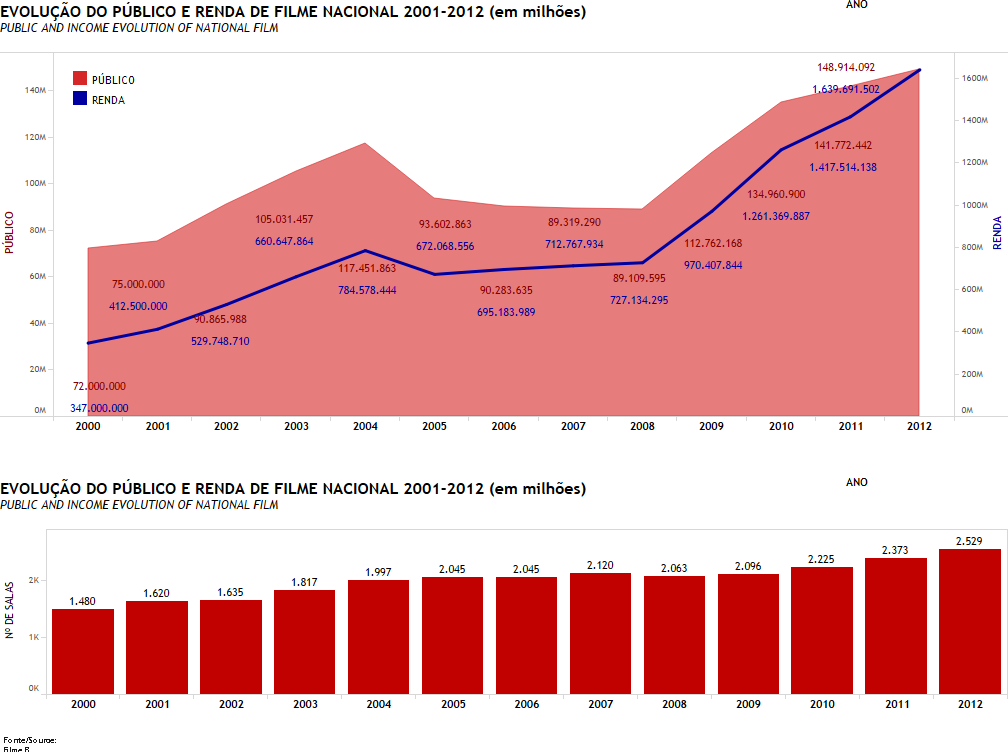 EVOLUÇÃO DO PÚBLICO E RENDA DE FILME NACIONAL 2001-2012 (em milhões)
ANO
PUBLIC AND INCOME EVOLUTION OF NATIONAL FILM
PÚBLICO
RENDA
148.914.092
1.639.691.502
141.772.442
1.417.514.138
134.960.900
1.261.369.887
112.762.168
970.407.844
89.109.595
727.134.295
89.319.290
712.767.934
90.283.635
695.183.989
93.602.863
672.068.556
117.451.863
784.578.444
105.031.457
660.647.864
90.865.988
529.748.710
75.000.000
412.500.000
72.000.000
347.000.000
PÚBLICO
140M
120M
100M
80M
60M
40M
20M
0M
RENDA
1600M
1400M
1200M
1000M
800M
600M
400M
200M
0M
2000 2001 2002 2003 2004 2005 2006 2007 2008 2009 2010 2011 2012
EVOLUÇÃO DO PÚBLICO E RENDA DE FILME NACIONAL 2001-2012 (em milhões)
ANO
PUBLIC AND INCOME EVOLUTION OF NATIONAL FILM
Nº DE SALAS
2K
1K
0K
1.480 1.620 1.635 1.817 1.997 2.045 2.045 2.120 2.063 2.096 2.225 2.373 2.529
2000 2001 2002 2003 2004 2005 2006 2007 2008 2009 2010 2011 2012
Fonte/Source:
Filme B